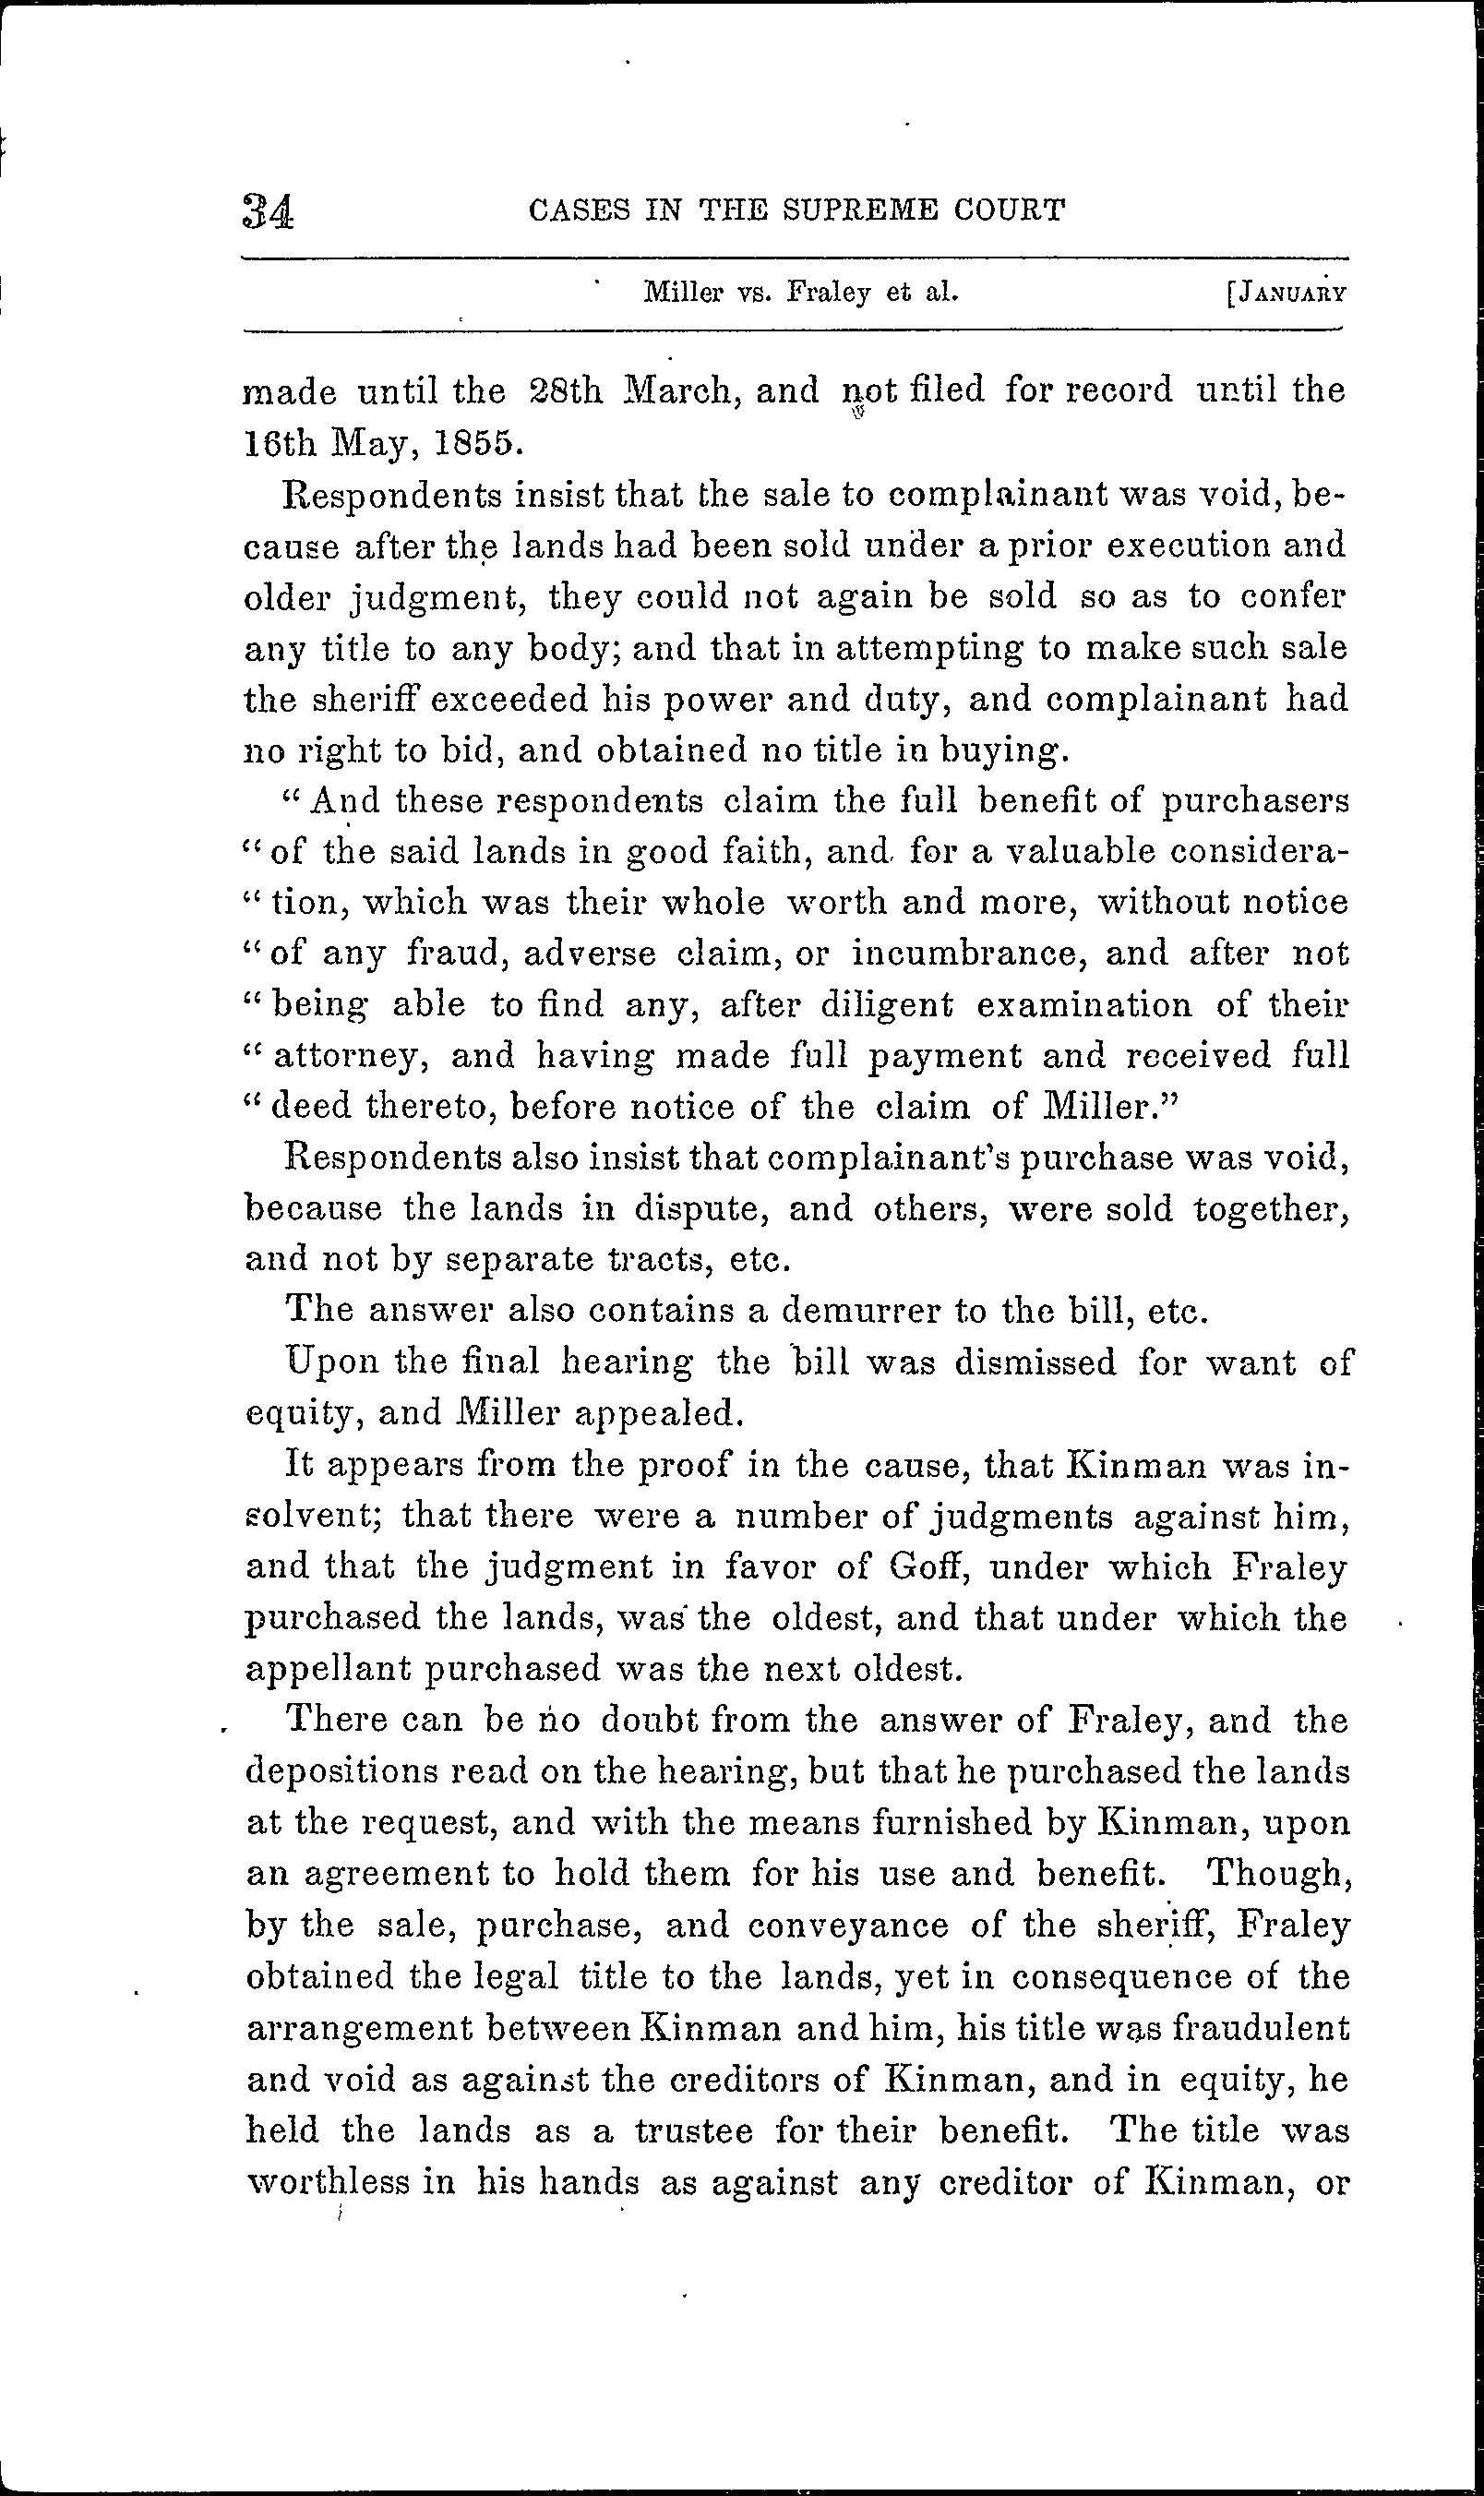 34 CASES IN THE SUPREME COURT
Miller vs. Fraley et al. [JANUARY
made until the 28th March, and not filed for record until the
16th May, 1855.
Respondents insist that the sale to complainant was void, be-
cause after the lands had been sold under a prior execution and
older judgment, they could not again be sold so as to confer
any title to any body; and that in attempting to make such sale
the sheriff exceeded his power and duty, and complainant had
no right to bid, and obtained no title in buying.
“ And these respondents claim the full benefit of purchasers
“ of the said lands in good faith, and for a valuable considera-
“ tion, which was their whole worth and more, without notice
“ of any fraud, adverse claim, or incumbrance, and after not
“ being able to find any, after diligent examination of their
“ attorney, and having made full payment and received full
“ deed thereto, before notice of the claim of Miller.”
Respondents also insist that complainant's purchase was void,
because the lands in dispute, and others, were sold together,
and not by separate tracts, etc.
The answer also contains a demurrer to the bill, etc.
Upon the final hearing the bill was dismissed for want of
equity, and Miller appealed.
It appears from the proof in the cause, that Kinman was in-
solvent; that there were a number of judgments against him,
and that the judgment in favor of Goff, under which Fraley
purchased the lands, was the oldest, and that under which the
appellant purchased was the next oldest.
There can be no doubt from the answer of Fraley, and the
depositions read on the hearing, but that he purchased the lands
at the request, and with the means furnished by Kinman, upon
an agreement to hold them for his use and benefit. Though,
by the sale, purchase, and conveyance of the sheriff, Fraley
obtained the legal title to the lands, yet in consequence of the
arrangement between Kinman and him, his title was fraudulent
and void as against the creditors of Kinman, and in equity, he
held the lands as a trustee for their benefit. The title was
worthless in his hands as against any creditor of Kinman, or